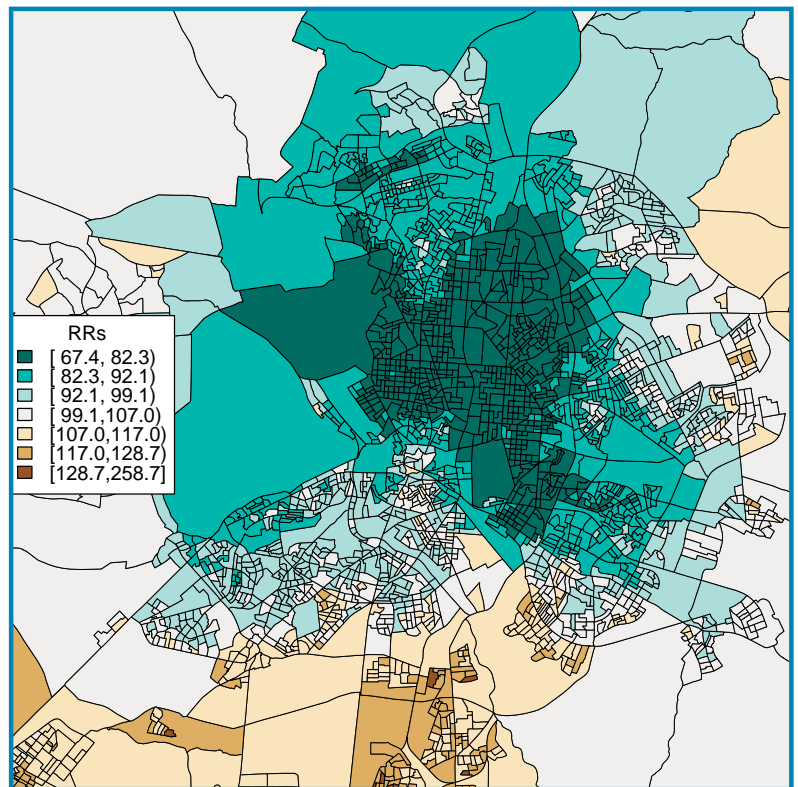 RRs
[ 67.4, 82.3)
[ 82.3, 92.1)
[ 92.1, 99.1)
[ 99.1,107.0)
[107.0,117.0)
[117.0,128.7)
[128.7,258.7]